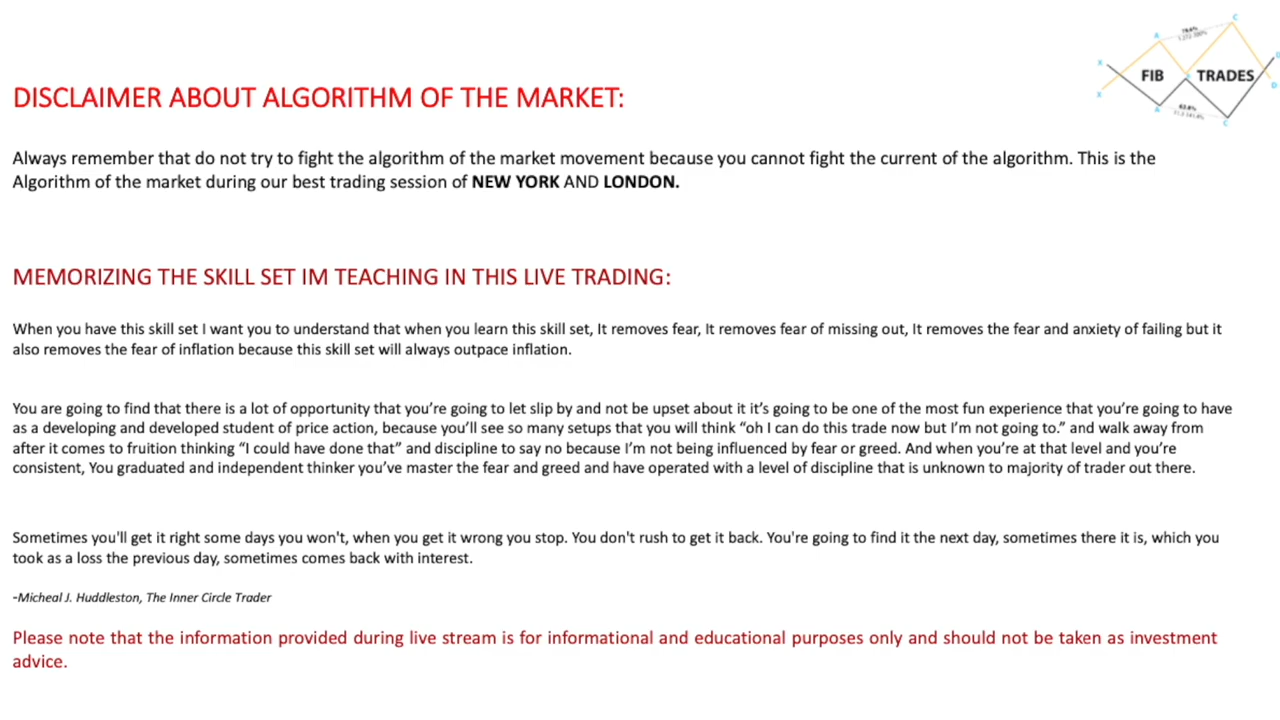 FIB TRADES
DISCLAIMER ABOUT ALGORITHM OF THE MARKET:
Always remember that do not try to fight the algorithm of the market movement because you cannot fight the current of the algorithm. This is the
Algorithm of the market during our best trading session of NEW YORK AND LONDON.
MEMORIZING THE SKILL SET IM TEACHING IN THIS LIVE TRADING:
When you have this skill set I want you to understand that when you learn this skill set, It removes fear, It removes fear of missing out, It removes the fear and anxiety of failing but it
also removes the fear of inflation because this skill set will always outpace inflation.
You are going to find that there is a lot of opportunity that you’re going to let slip by and not be upset about it it’s going to be one of the most fun experience that you’re going to have
as a developing and developed student of price action, because you’ll see so many setups that you will think “oh I can do this trade now but I’m not going to.” and walk away from
after it comes to fruition thinking “I could have done that” and discipline to say no because I’m not being influenced by fear or greed. And when you’re at that level and you’re
consistent, You graduated and independent thinker you’ve master the fear and greed and have operated with a level of discipline that is unknown to majority of trader out there.
Sometimes you'll get it right some days you won't, when you get it wrong you stop. You don't rush to get it back. You're going to find it the next day, sometimes there it is, which you
took as a loss the previous day, sometimes comes back with interest.
-Micheal J. Huddleston, The Inner Circle Trader
Please note that the information provided during live stream is for informational and educational purposes only and should not be taken as investment
advice.